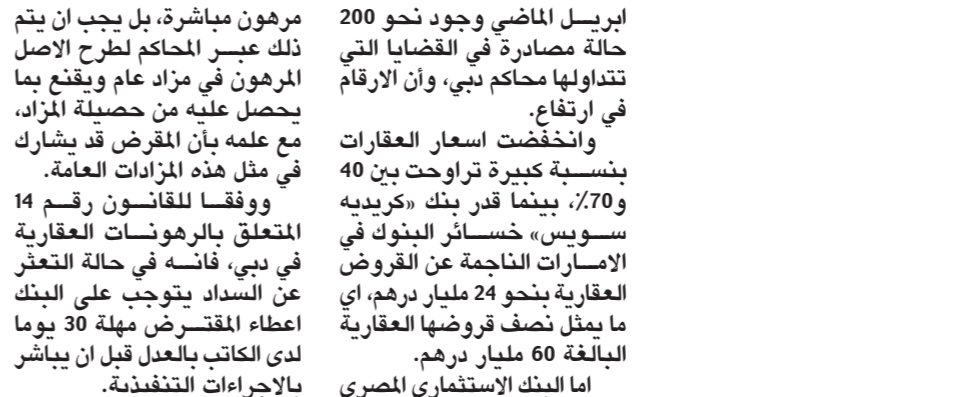 ابريل الماضي وجود نحو 200
حالة مصادرة في القضايا التي
تتداولها محاكم دبي، وأن الارقام
في ارتفاع.
وانخفضت اسعار العقارات
بنسبة كبيرة تراوحت بين 40
و70٪، بينما قدر بنك «كريديه
سويس» خسائر البنوك في
الامارات الناجمة عن القروض
العقارية بنحو 24 مليار درهم، اي
ما يمثل نصف قروضها العقارية
البالغة 60 مليار درهم.
اما البنك الاستثماري المصري
مرهون مباشرة، بل يجب ان يتم
ذلك عبر المحاكم لطرح الاصل
المرهون في مزاد عام ويقنع بما
يحصل عليه من حصيلة المزاد،
مع علمه بأن المقرض قد يشارك
في مثل هذه المزادات العامة.
ووفقا للقانون رقم 14
المتعلق بالرهونات العقارية
في دبي، فانه في حالة التعثر
عن السداد يتوجب على البنك
اعطاء المقترض مهلة 30 يوما
لدى الكاتب بالعدل قبل ان يباشر
بالاجراءات التنفيذية.